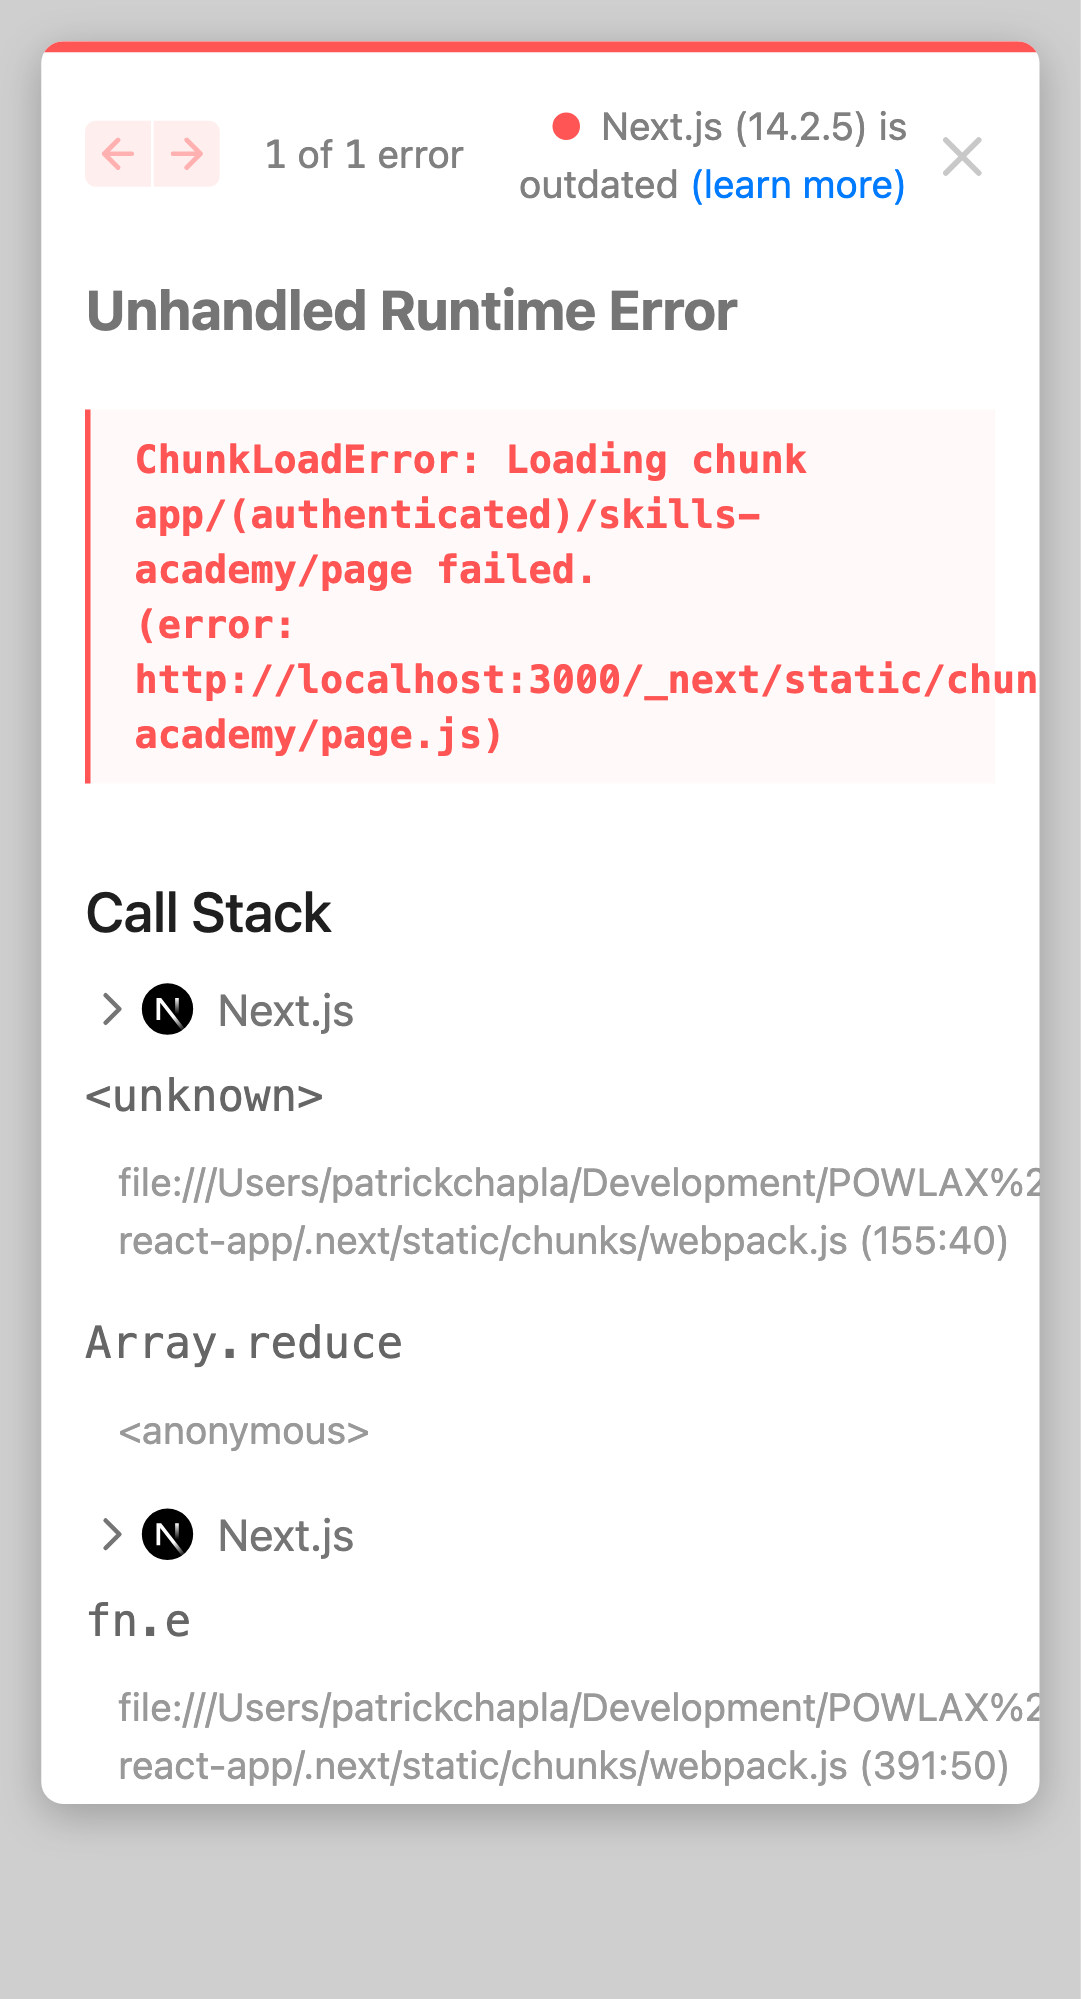 1 of 1 error
Next.js (14.2.5) is
outdated (learn more)
Unhandled Runtime Error
ChunkLoadError: Loading chunk
app/(authenticated)/skills-
academy/page failed.
(error:
http://localhost:3000/_next/static/chun
academy/page.js)
Call Stack
Next.js
<unknown>
file:///Users/patrickchapla/Development/POWLAX%2
react-app/.next/static/chunks/webpack.js (155:40)
Array.reduce
<anonymous>
Next.js
fn.e
file:///Users/patrickchapla/Development/POWLAX%2
react-app/.next/static/chunks/webpack.js (391:50)